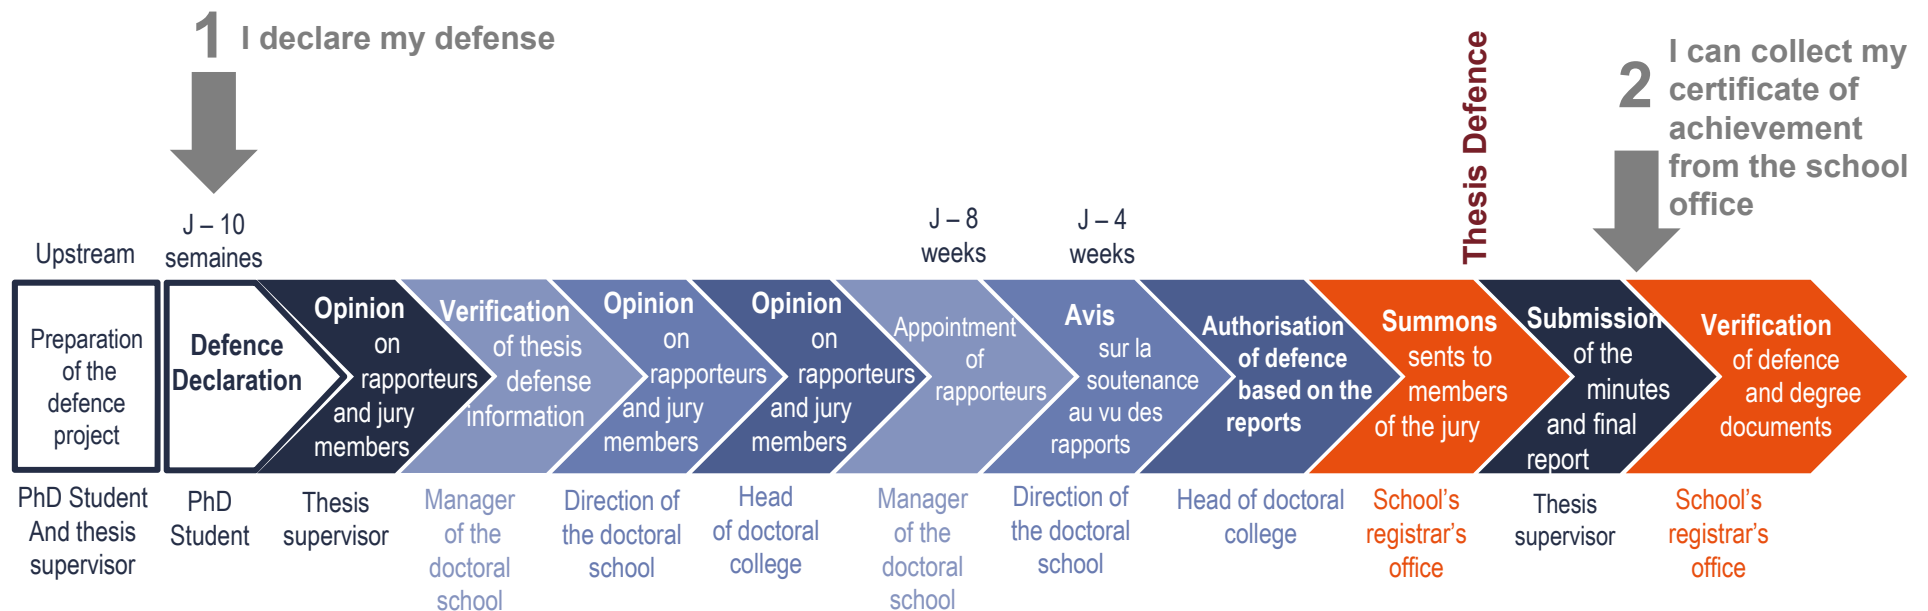 1 I declare my defense
Thesis Defence
2
I can collect my
certificate of
achievement
from the school
office
Upstream
J – 10
semaines
J – 8
weeks
J – 4
weeks
Preparation
of the
defence
project
Defence
Declaration
Opinion
on
rapporteurs
and jury
members
Verification
of thesis
defense
information
Opinion
on
rapporteurs
and jury
members
Opinion
on
rapporteurs
and jury
members
Appointment
of
rapporteurs
Avis
sur la
soutenance
au vu des
rapports
Authorisation
of defence
based on the
reports
Summons
sents to
members
of the jury
Submission
of the
minutes
and final
report
Verification
of defence
and degree
documents
PhD Student
And thesis
supervisor
PhD
Student
Thesis
supervisor
Manager
of the
doctoral
school
Direction of
the doctoral
school
Head
of doctoral
college
Manager
of the
doctoral
school
Direction of
the doctoral
school
Head of doctoral
college
School’s
registrar’s
office
Thesis
supervisor
School’s
registrar’s
office